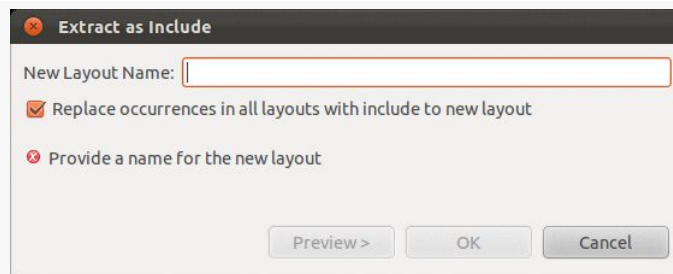 Extract as Include
New Layout Name:
Replace occurrences in all layouts with include to new layout
Provide a name for the new layout
Preview > OK Cancel